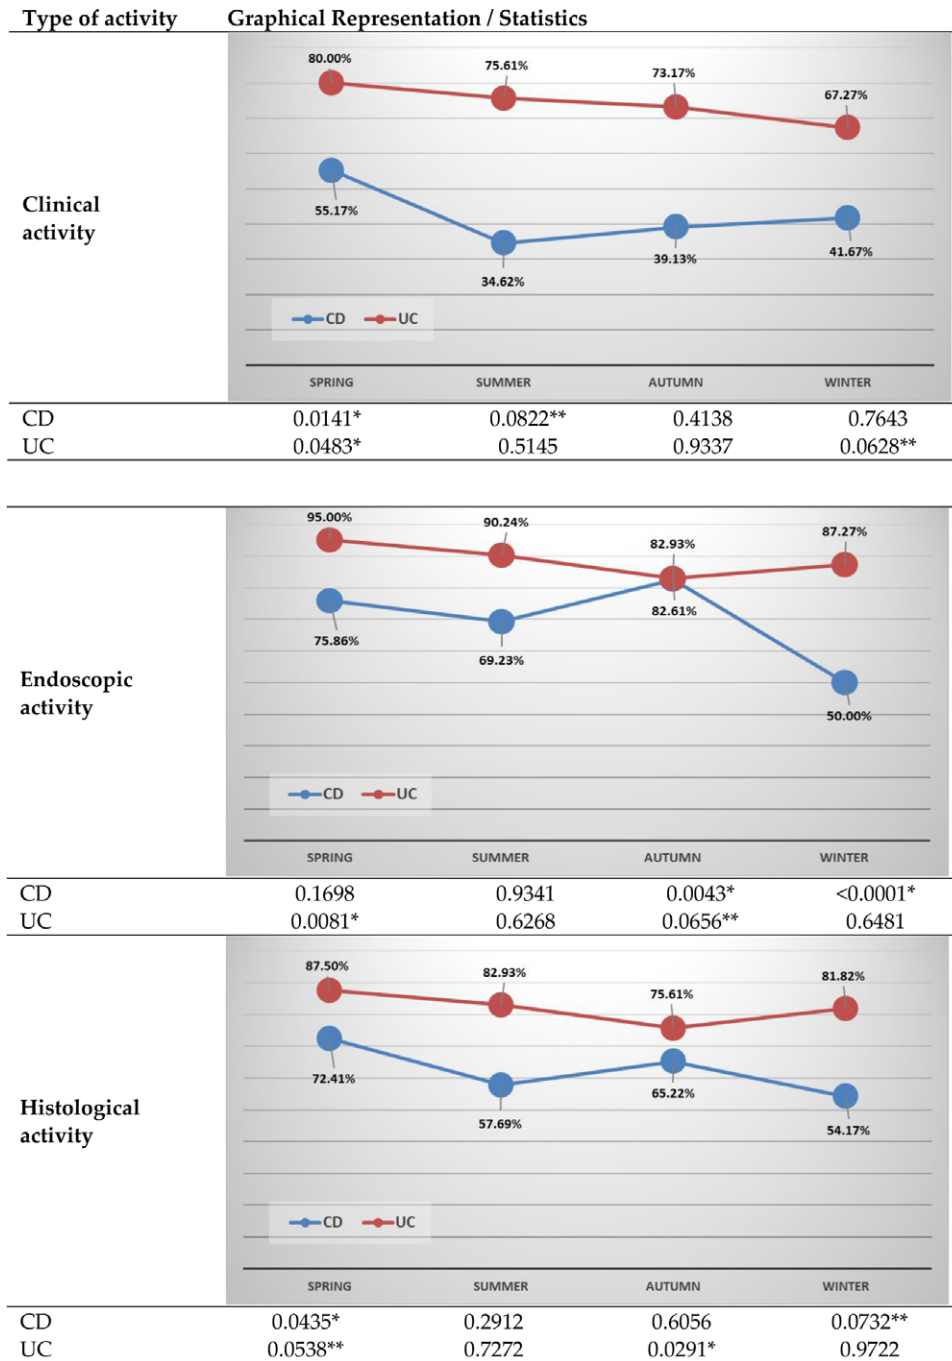 Type of activity Graphical Representation / Statistics
80.00% 75.61% 73.17% 67.27%
Clinical activity
55.17% 34.62% 39.13% 41.67%
CD UC
SPRING SUMMER AUTUMN WINTER
CD 0.0141* 0.0822** 0.4138 0.7643
UC 0.0483* 0.5145 0.9337 0.0628**
95.00% 90.24% 82.93% 87.27%
Endoscopic activity
75.86% 69.23% 82.61% 50.00%
CD UC
SPRING SUMMER AUTUMN WINTER
CD 0.1698 0.9341 0.0043* <0.0001*
UC 0.0081* 0.6268 0.0656** 0.6481
87.50% 82.93% 75.61% 81.82%
Histological activity
72.41% 57.69% 65.22% 54.17%
CD UC
SPRING SUMMER AUTUMN WINTER
CD 0.0435* 0.2912 0.6056 0.0732**
UC 0.0538** 0.7272 0.0291* 0.9722